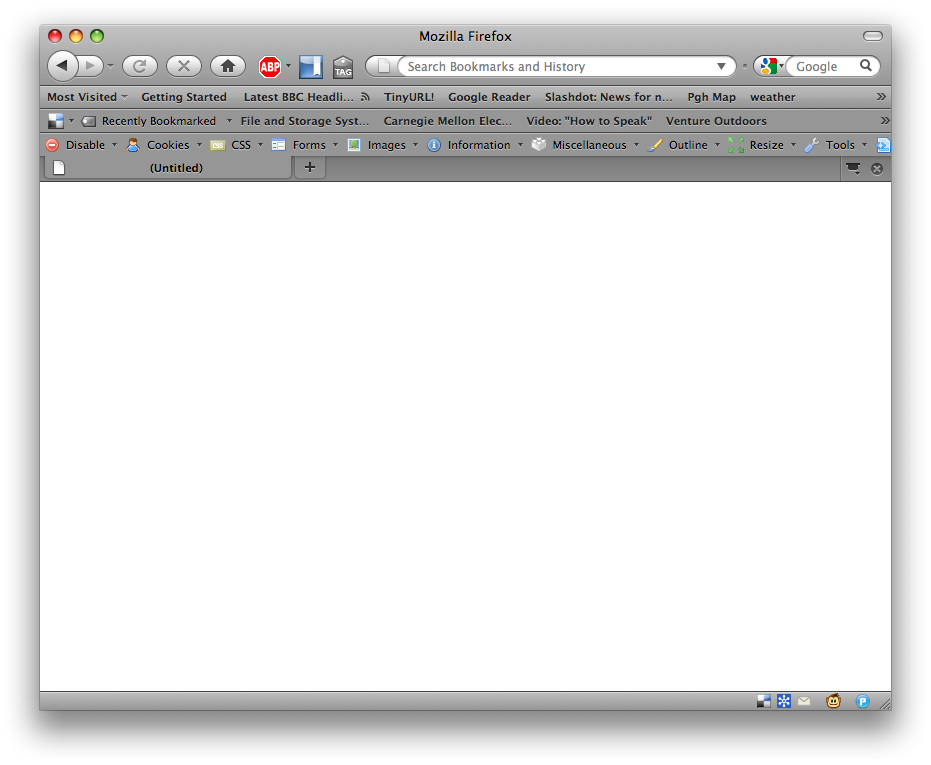 Mozilla Firefox
ABP TAG Search Bookmarks and History Google
Most Visited Getting Started Latest BBC Headli... TinyURL! Google Reader Slashdot: News for n... Pgh Map weather »
Recently Bookmarked File and Storage Syst... Carnegie Mellon Elec... Video: "How to Speak" Venture Outdoors »
Disable Cookies CSS CSS Forms Images Information Miscellaneous Outline Resize Tools
(Untitled) +
P